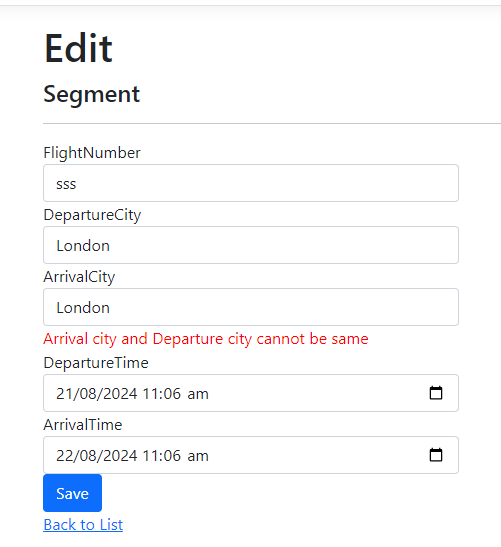 Edit
Segment
FlightNumber
sss
DepartureCity
London
ArrivalCity
London
Arrival city and Departure city cannot be same
DepartureTime
21/08/2024 11:06 am
ArrivalTime
22/08/2024 11:06 am
Save
Back to List